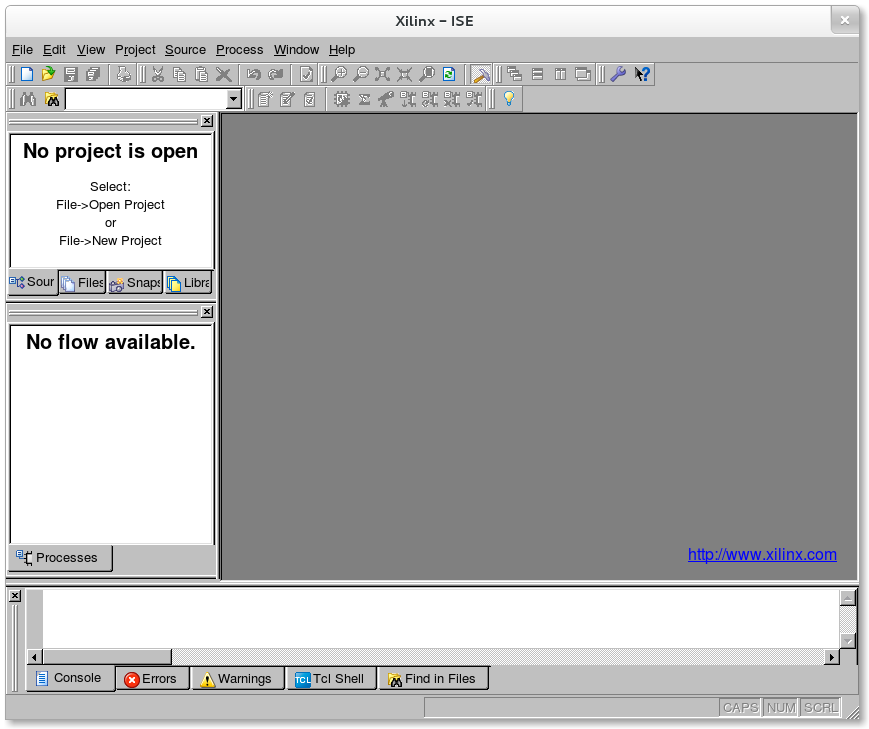 Xilinx – ISE
File Edit View Project Source Process Window Help
No project is open
Select:
File->Open Project
or
File->New Project
Sour Files Snaps Libra
No flow available.
Processes
http://www.xilinx.com
Console Errors Warnings TCL Tcl Shell Find in Files
CAPS NUM SCRL